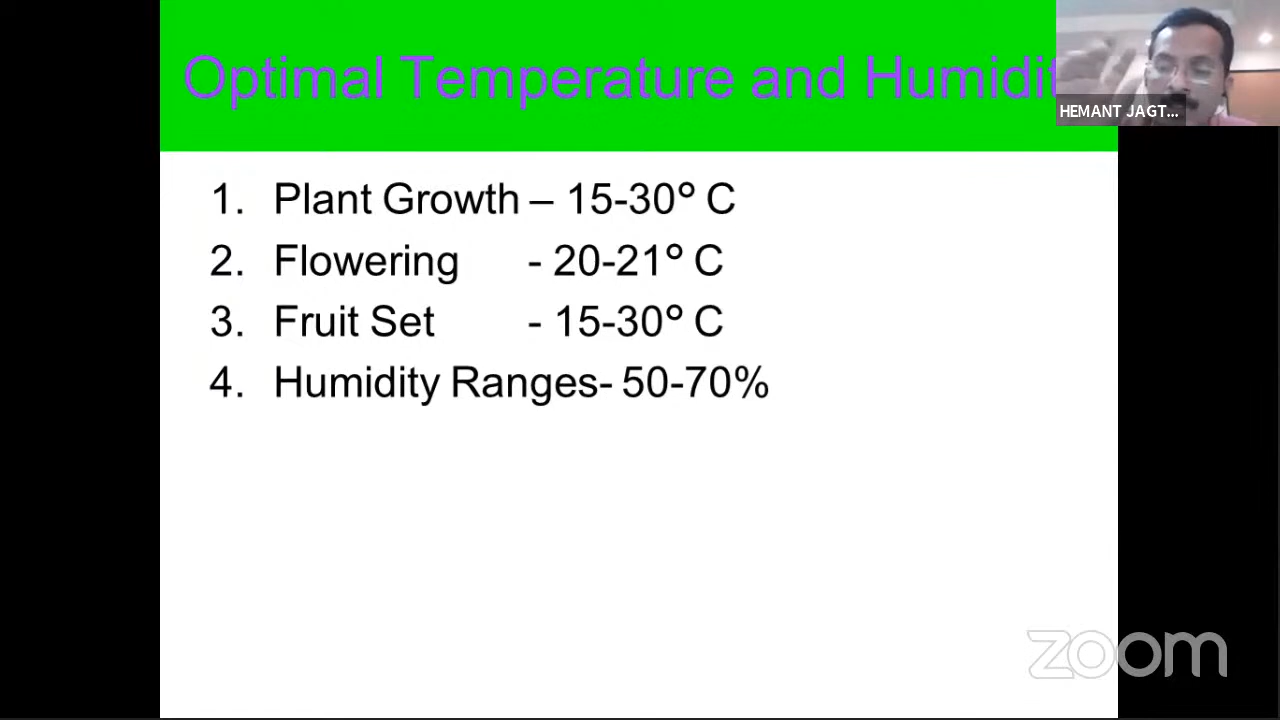 Optimal Temperature and Humidit
HEMANT JAGT...
1. Plant Growth – 15-30° C
2. Flowering - 20-21° C
3. Fruit Set - 15-30° C
4. Humidity Ranges- 50-70%
zoom